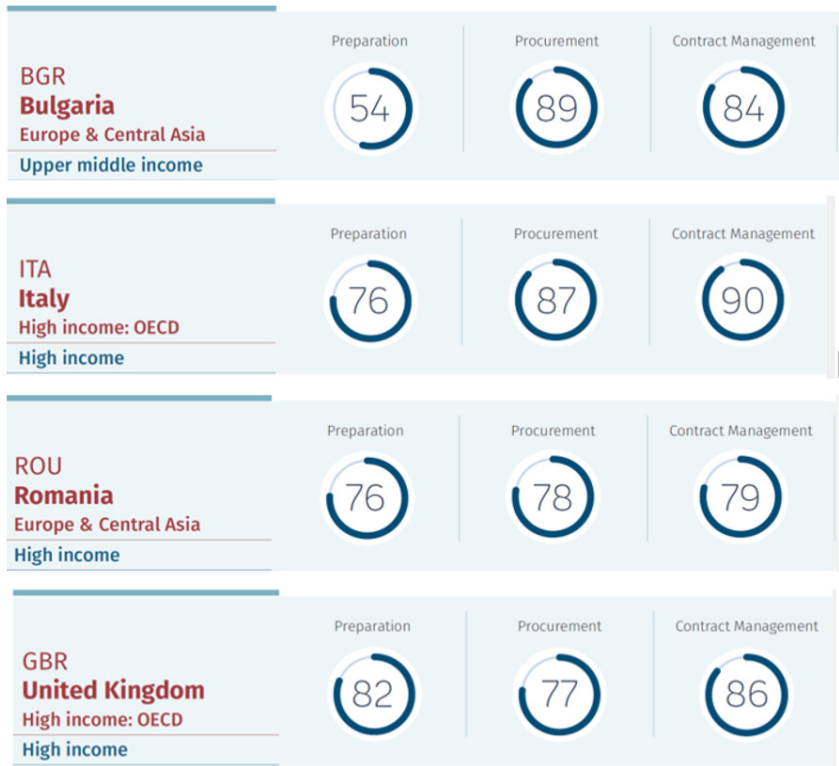 BGR
Bulgaria
Europe & Central Asia
Upper middle income
Preparation
54
Procurement
89
Contract Management
84
ITA
Italy
High income: OECD
High income
Preparation
76
Procurement
87
Contract Management
90
ROU
Romania
Europe & Central Asia
High income
Preparation
76
Procurement
78
Contract Management
79
GBR
United Kingdom
High income: OECD
High income
Preparation
82
Procurement
77
Contract Management
86